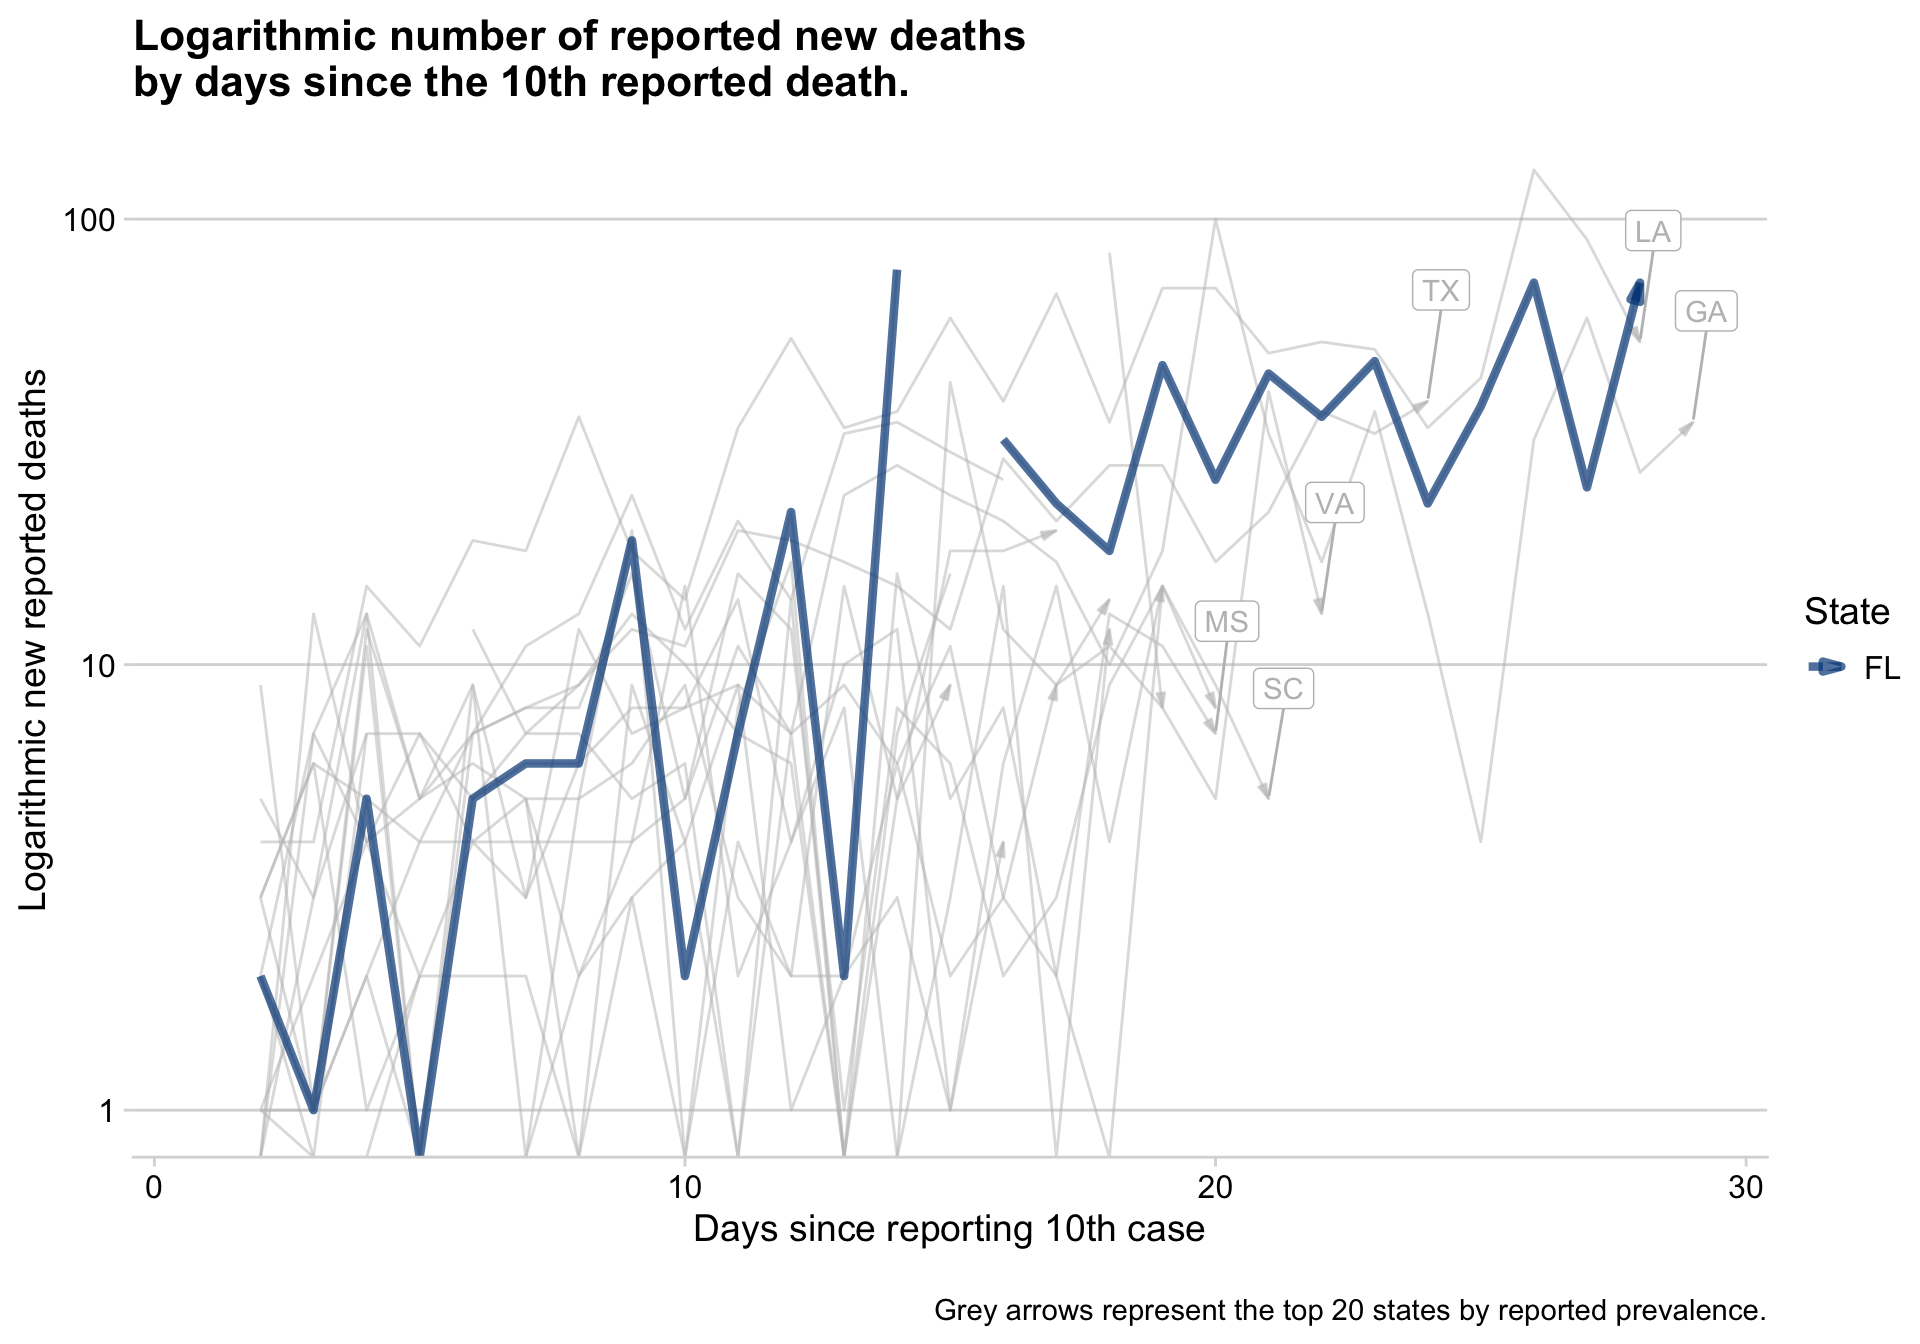 Logarithmic number of reported new deaths
by days since the 10th reported death.
Logarithmic new reported deaths
100
10
1
LA
TX
GA
VA
MS
SC
State
FL
0
10
20
30
Days since reporting 10th case
Grey arrows represent the top 20 states by reported prevalence.